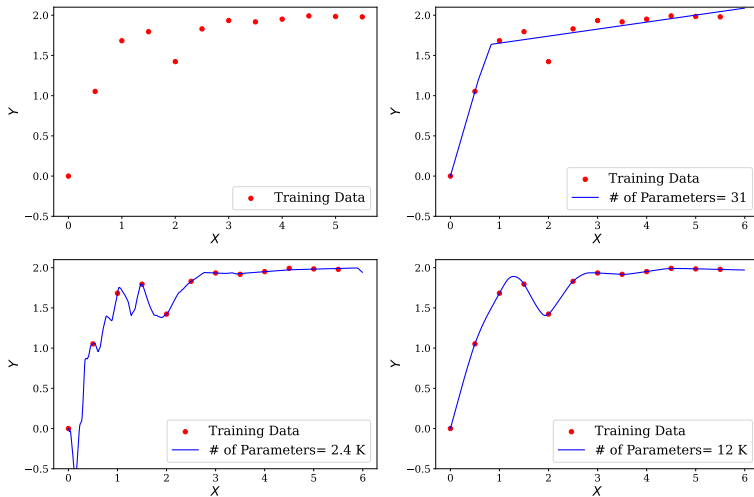 2.0
1.5
1.0
0.5
0.0
−0.5
Y
0 1 2 3 4 5
X
Training Data
2.0
1.5
1.0
0.5
0.0
−0.5
Y
0 1 2 3 4 5 6
X
Training Data
# of Parameters= 31
2.0
1.5
1.0
0.5
0.0
−0.5
Y
0 1 2 3 4 5 6
X
Training Data
# of Parameters= 2.4 K
2.0
1.5
1.0
0.5
0.0
−0.5
Y
0 1 2 3 4 5 6
X
Training Data
# of Parameters= 12 K